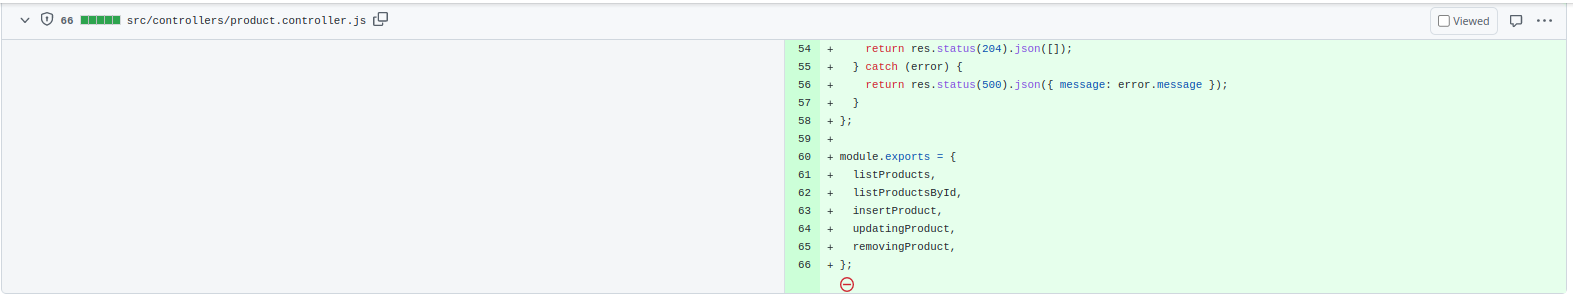 66 src/controllers/product.controller.js Viewed
54 + return res.status(204).json([]);
55 + } catch (error) {
56 + return res.status(500).json({ message: error.message });
57 + }
58 + };
59 +
60 + module.exports = {
61 + listProducts,
62 + listProductsById,
63 + insertProduct,
64 + updatingProduct,
65 + removingProduct,
66 + };